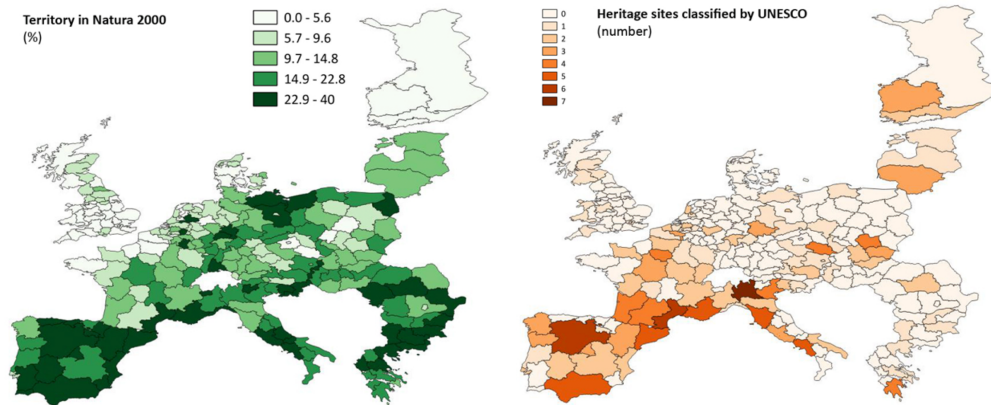 Territory in Natura 2000
(%)
0.0 - 5.6
5.7 - 9.6
9.7 - 14.8
14.9 - 22.8
22.9 - 40
Heritage sites classified by UNESCO
(number)
0
1
2
3
4
5
6
7